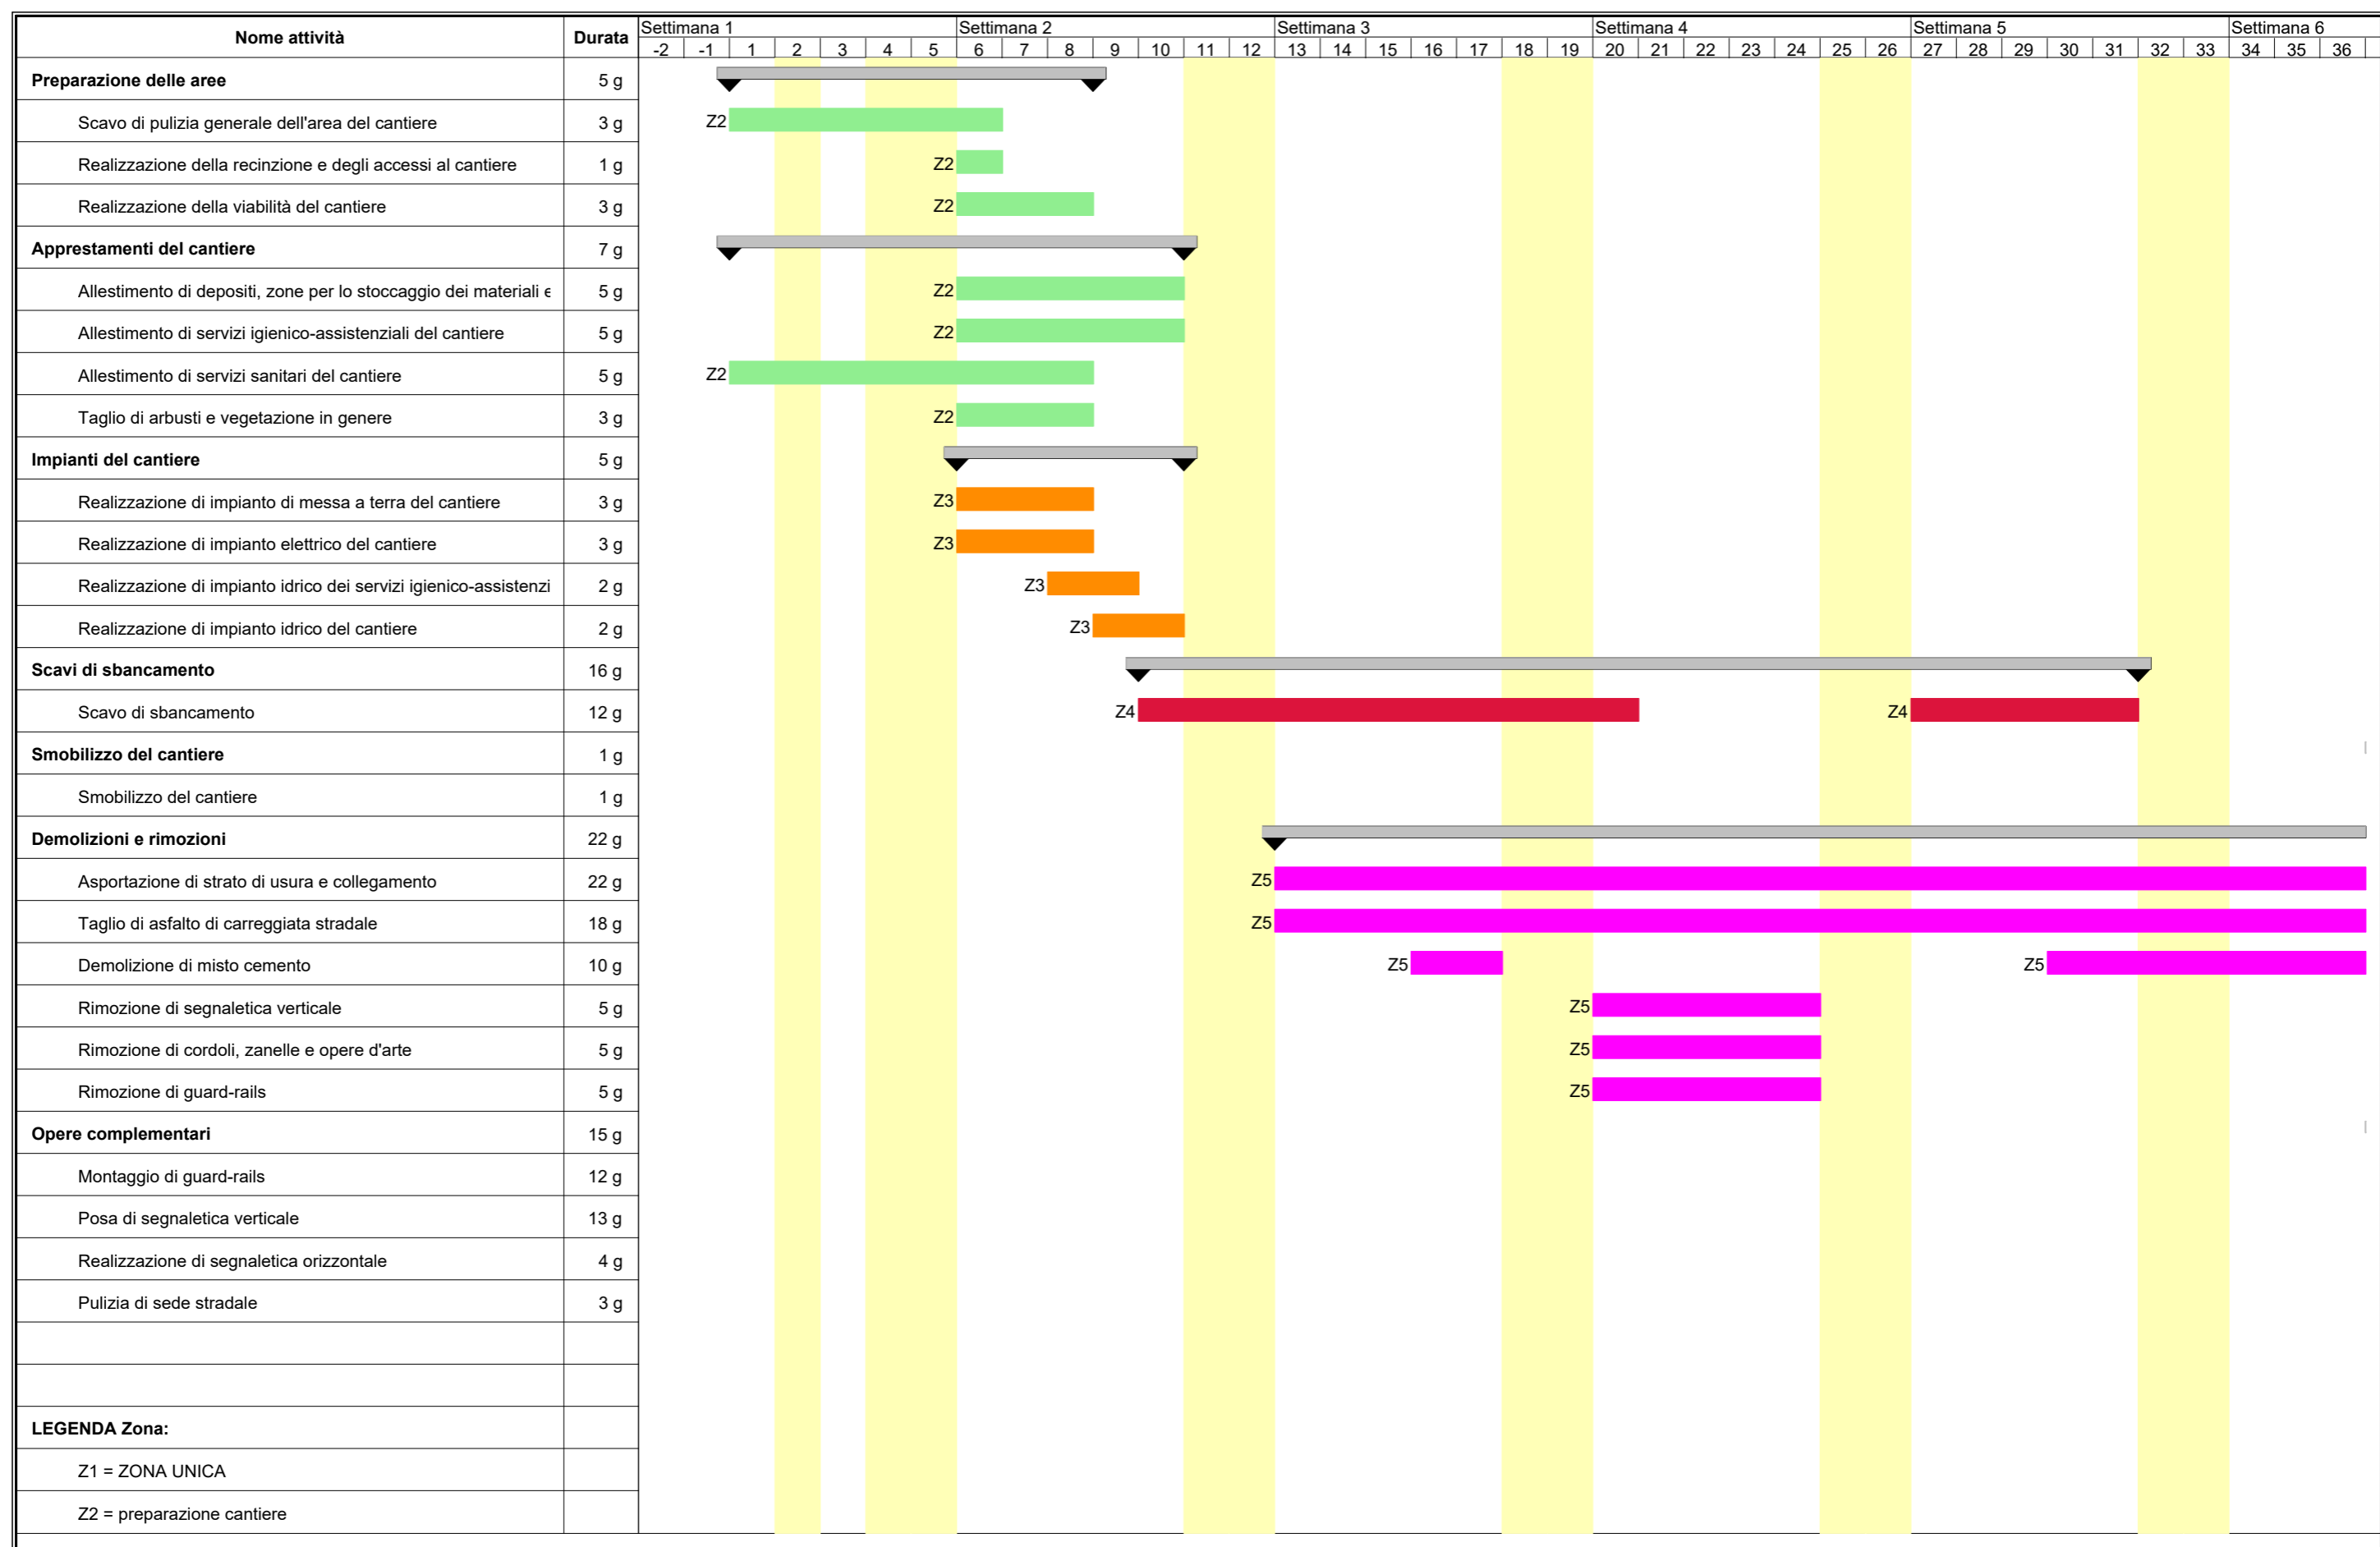 Nome attività Durata Settimana 1 Settimana 2 Settimana 3 Settimana 4 Settimana 5 Settimana 6
-2 -1 1 2 3 4 5 6 7 8 9 10 11 12 13 14 15 16 17 18 19 20 21 22 23 24 25 26 27 28 29 30 31 32 33 34 35 36
Preparazione delle aree 5 g
Scavo di pulizia generale dell'area del cantiere 3 g Z2
Realizzazione della recinzione e degli accessi al cantiere 1 g Z2
Realizzazione della viabilità del cantiere 3 g Z2
Apprestamenti del cantiere 7 g
Allestimento di depositi, zone per lo stoccaggio dei materiali e 5 g Z2
Allestimento di servizi igienico-assistenziali del cantiere 5 g Z2
Allestimento di servizi sanitari del cantiere 5 g Z2
Taglio di arbusti e vegetazione in genere 3 g Z2
Impianti del cantiere 5 g
Realizzazione di impianto di messa a terra del cantiere 3 g Z3
Realizzazione di impianto elettrico del cantiere 3 g Z3
Realizzazione di impianto idrico dei servizi igienico-assistenzi 2 g Z3
Realizzazione di impianto idrico del cantiere 2 g Z3
Scavi di sbancamento 16 g
Scavo di sbancamento 12 g Z4 Z4
Smobilizzo del cantiere 1 g
Smobilizzo del cantiere 1 g
Demolizioni e rimozioni 22 g
Asportazione di strato di usura e collegamento 22 g Z5
Taglio di asfalto di carreggiata stradale 18 g Z5
Demolizione di misto cemento 10 g Z5 Z5
Rimozione di segnaletica verticale 5 g Z5
Rimozione di cordoli, zanelle e opere d'arte 5 g Z5
Rimozione di guard-rails 5 g Z5
Opere complementari 15 g
Montaggio di guard-rails 12 g
Posa di segnaletica verticale 13 g
Realizzazione di segnaletica orizzontale 4 g
Pulizia di sede stradale 3 g
LEGENDA Zona:
Z1 = ZONA UNICA
Z2 = preparazione cantiere